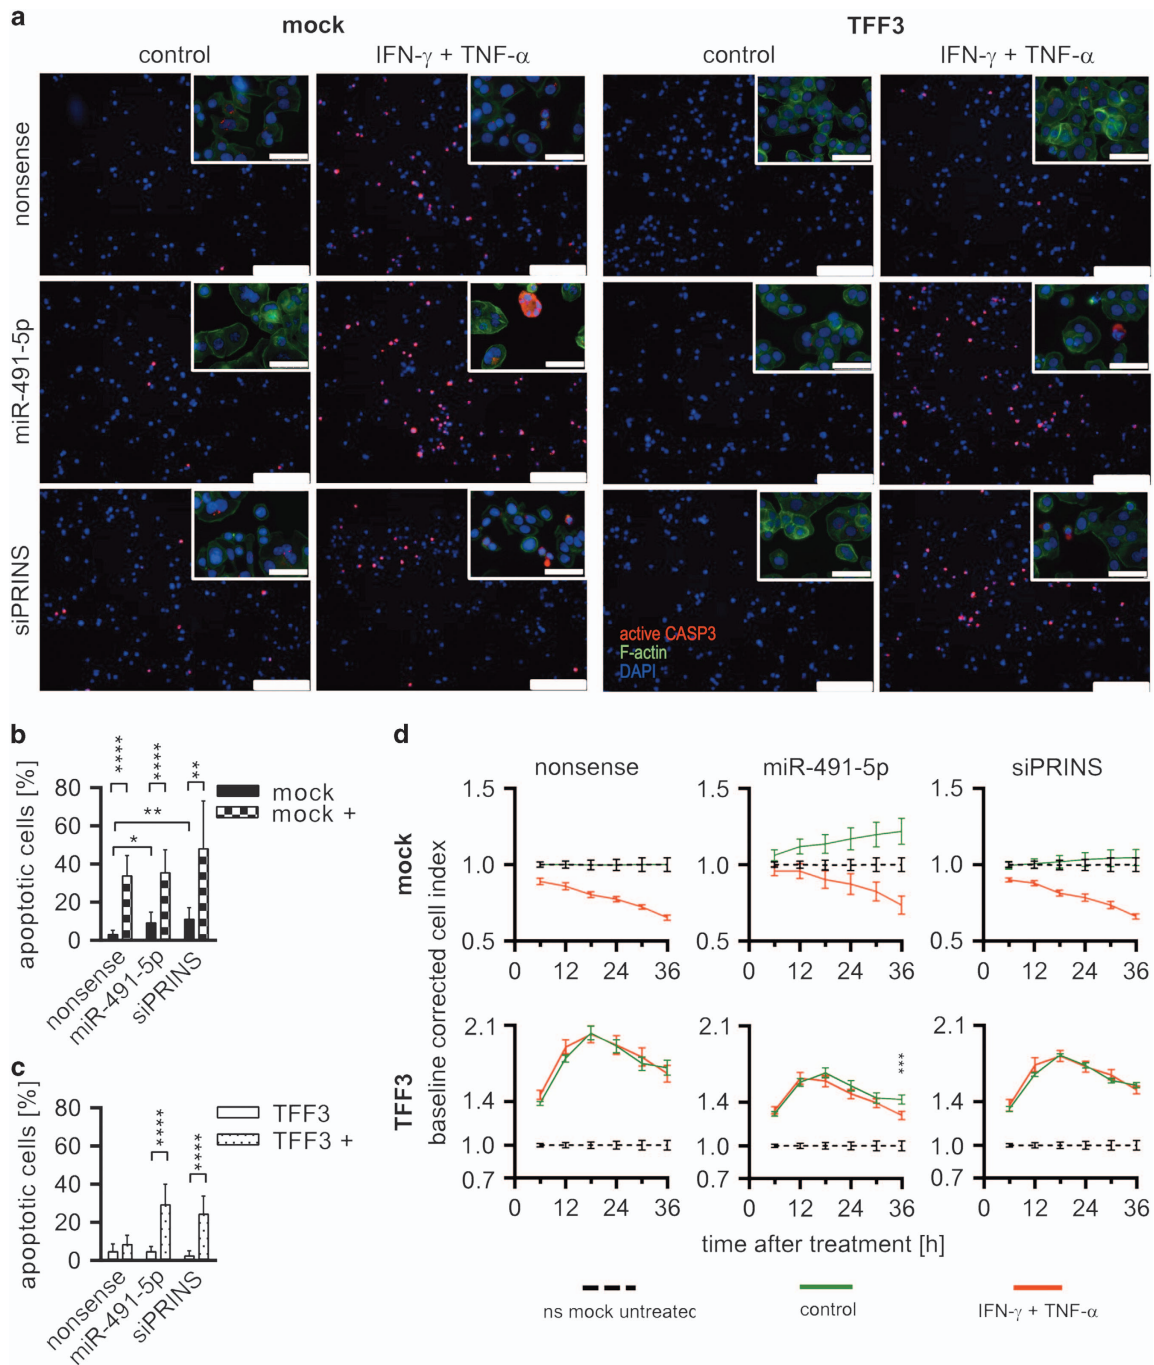 a
mock
TFF3
control
IFN-γ + TNF-α
control
IFN-γ + TNF-α
nonsense
miR-491-5p
siPRINS
active CASP3
F-actin
DAPI
b
apoptotic cells [%]
80
60
40
20
0
****
****
**
**
*
mock
mock +
nonsense
miR-491-5p
siPRINS
c
apoptotic cells [%]
80
60
40
20
0
****
****
TFF3
TFF3 +
nonsense
miR-491-5p
siPRINS
d
nonsense
miR-491-5p
siPRINS
mock
TFF3
baseline corrected cell index
1.5
1.0
0.5
0 12 24 36
1.5
1.0
0.5
0 12 24 36
1.5
1.0
0.5
0 12 24 36
2.1
1.4
1.0
0.7
0 12 24 36
2.1
1.4
1.0
0.7
***
0 12 24 36
2.1
1.4
1.0
0.7
0 12 24 36
time after treatment [h]
ns mock untreated
control
IFN-γ + TNF-α